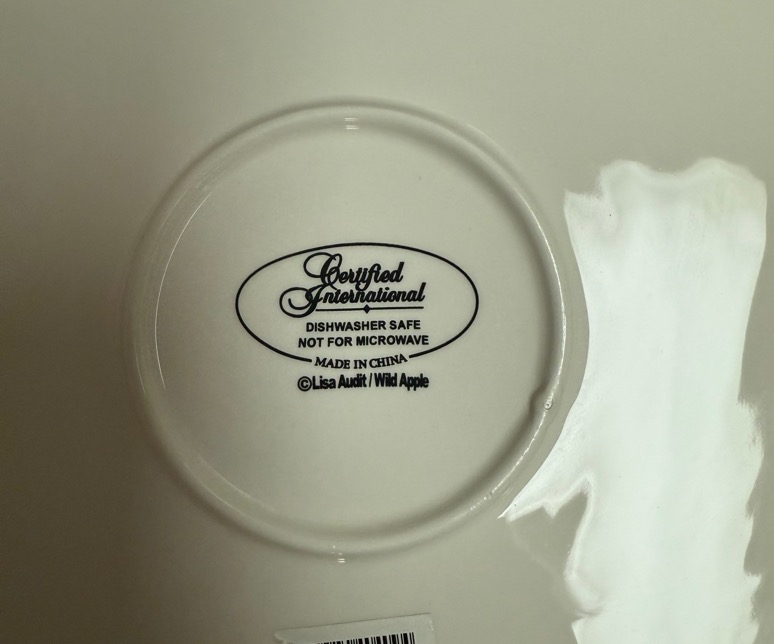 Certified
International
DISHWASHER SAFE
NOT FOR MICROWAVE
MADE IN CHINA
©Lisa Audit / Wild Apple